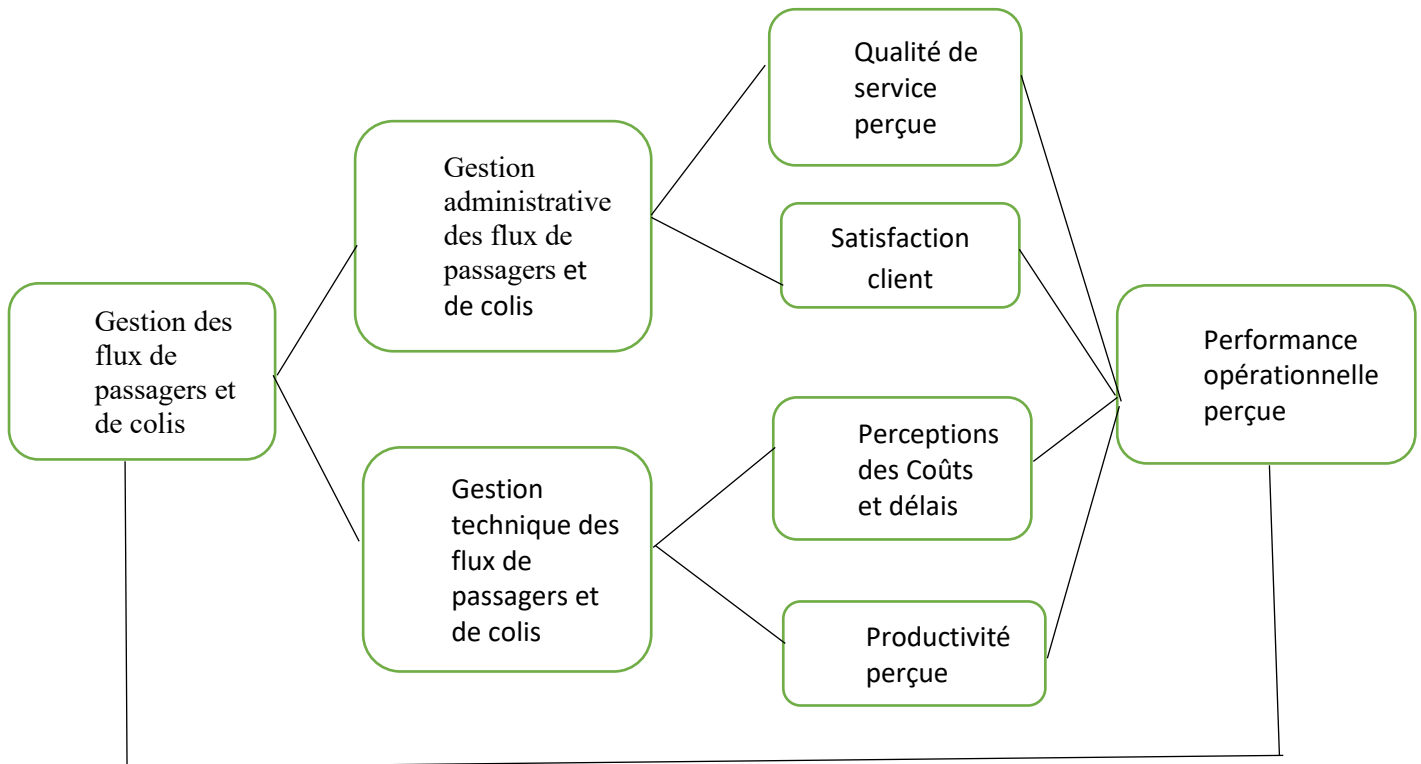 Gestion des
flux de
passagers et
de colis
Gestion
administrative
des flux de
passagers et
de colis
Gestion
technique des
flux de
passagers et
de colis
Qualité de
service
perçue
Satisfaction
client
Perceptions
des Coûts
et délais
Productivité
perçue
Performance
opérationnelle
perçue